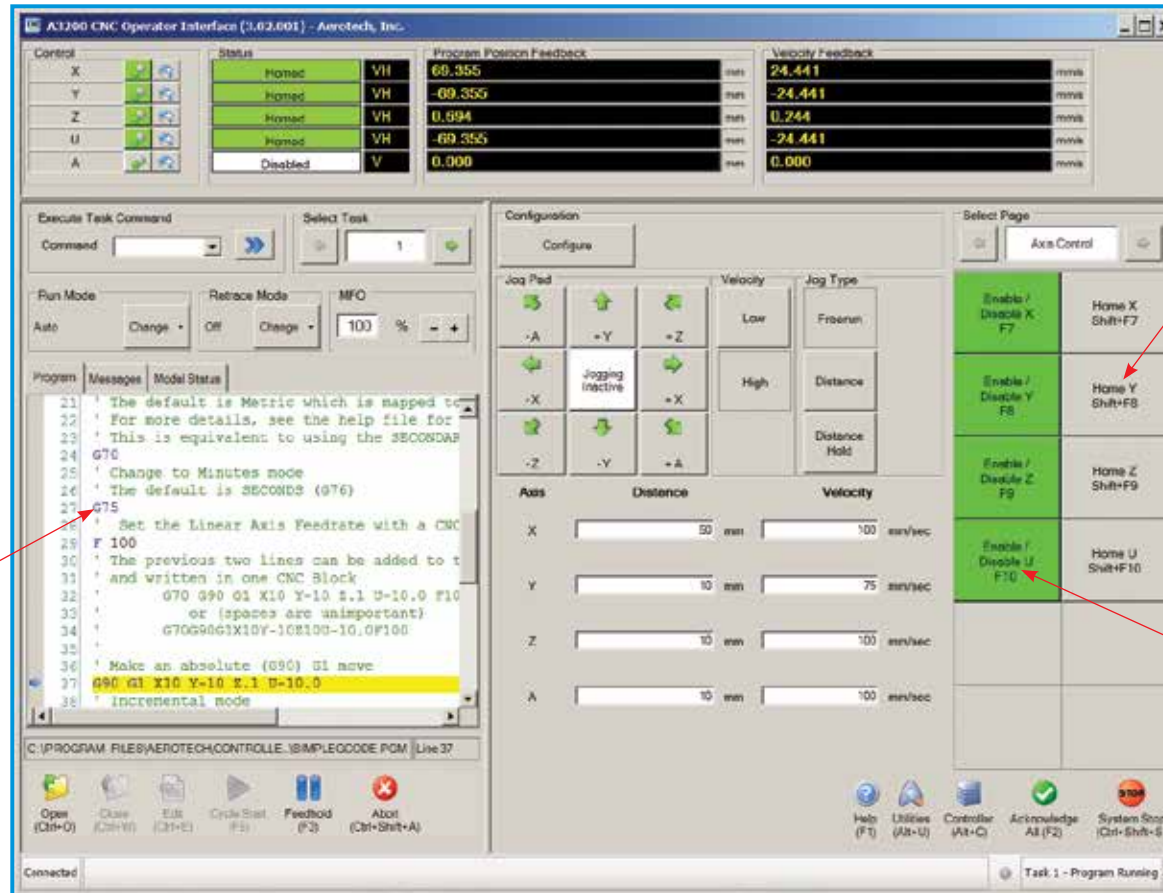 A3200 CNC Operator Interface (3.02.001) - Aerotech, Inc.
Control Status Program Position Feedback Velocity Feedback
X Homed VH 69.355 mm 24.441 mm/s
Y Homed VH -69.355 mm -24.441 mm/s
Z Homed VH 0.694 mm 0.244 mm/s
U Homed VH -69.355 mm -24.441 mm/s
A Disabled V 0.000 mm 0.000 mm/s
Execute Task Command Select Task
Command 1
Run Mode Retrace Mode MFO
Auto Change Off Change 100 % - +
Program Messages Model Status
21 ' The default is Metric which is mapped to
22 ' For more details, see the help file for
23 ' This is equivalent to using the SECONDAR
24 G70
25 ' Change to Minutes mode
26 ' The default is SECONDS (G76)
27 G75
28 ' Set the Linear Axis Feedrate with a CNC
29 F 100
30 ' The previous two lines can be added to t
31 ' and written in one CNC Block
32 ' G70 G90 G1 X10 Y-10 Z.1 U-10.0 F10
33 ' or (spaces are unimportant)
34 ' G70G90G1X10Y-10Z10U-10.0F100
35 '
36 ' Make an absolute (G90) G1 move
37 G90 G1 X10 Y-10 Z.1 U-10.0
38 ' Incremental mode
C:\PROGRAM FILES\AEROTECH\CONTROLLE..\SIMPLEGCODE.PGM Line 37
Open (Ctrl+O)
Close (Ctrl+W)
Edit (Ctrl+E)
Cycle Start (F5)
Feedhold (F3)
Abort (Ctrl+Shift+A)
Configuration
Configure
Jog Pad Velocity Jog Type
-A +Y +Z Low Freerun
-X Jogging Inactive +X High Distance
-Z -Y +A Distance Hold
Axis Distance Velocity
X 50 mm 100 mm/sec
Y 10 mm 75 mm/sec
Z 10 mm 100 mm/sec
A 10 mm 100 mm/sec
Select Page
Axis Control
Enable / Disable X F7
Home X Shift+F7
Enable / Disable Y F8
Home Y Shift+F8
Enable / Disable Z F9
Home Z Shift+F9
Enable / Disable U F10
Home U Shift+F10
Help (F1)
Utilities (Alt+U)
Controller (Alt+C)
Acknowledge All (F2)
STOP
System Stop (Ctrl+Shift+S
Connected
Task 1 - Program Running